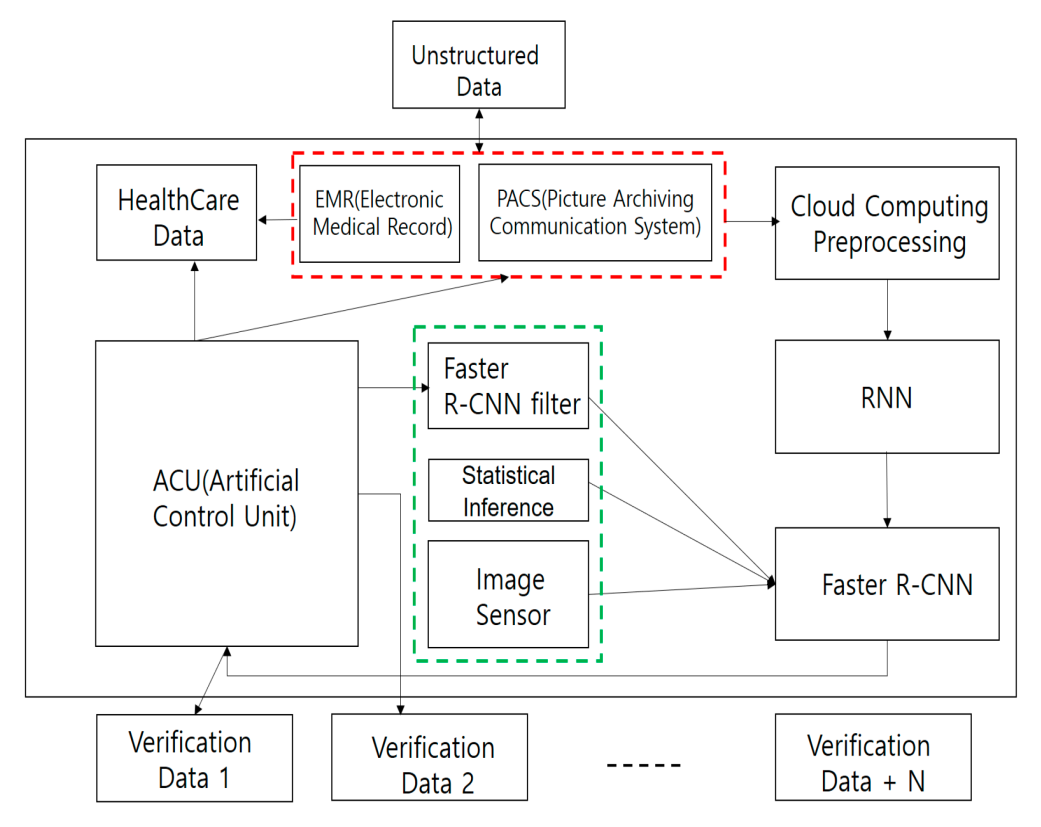 Unstructured
Data
HealthCare
Data
EMR(Electronic
Medical Record)
PACS(Picture Archiving
Communication System)
Cloud Computing
Preprocessing
ACU(Artificial
Control Unit)
Faster
R-CNN filter
Statistical
Inference
Image
Sensor
RNN
Faster R-CNN
Verification
Data 1
Verification
Data 2
Verification
Data + N